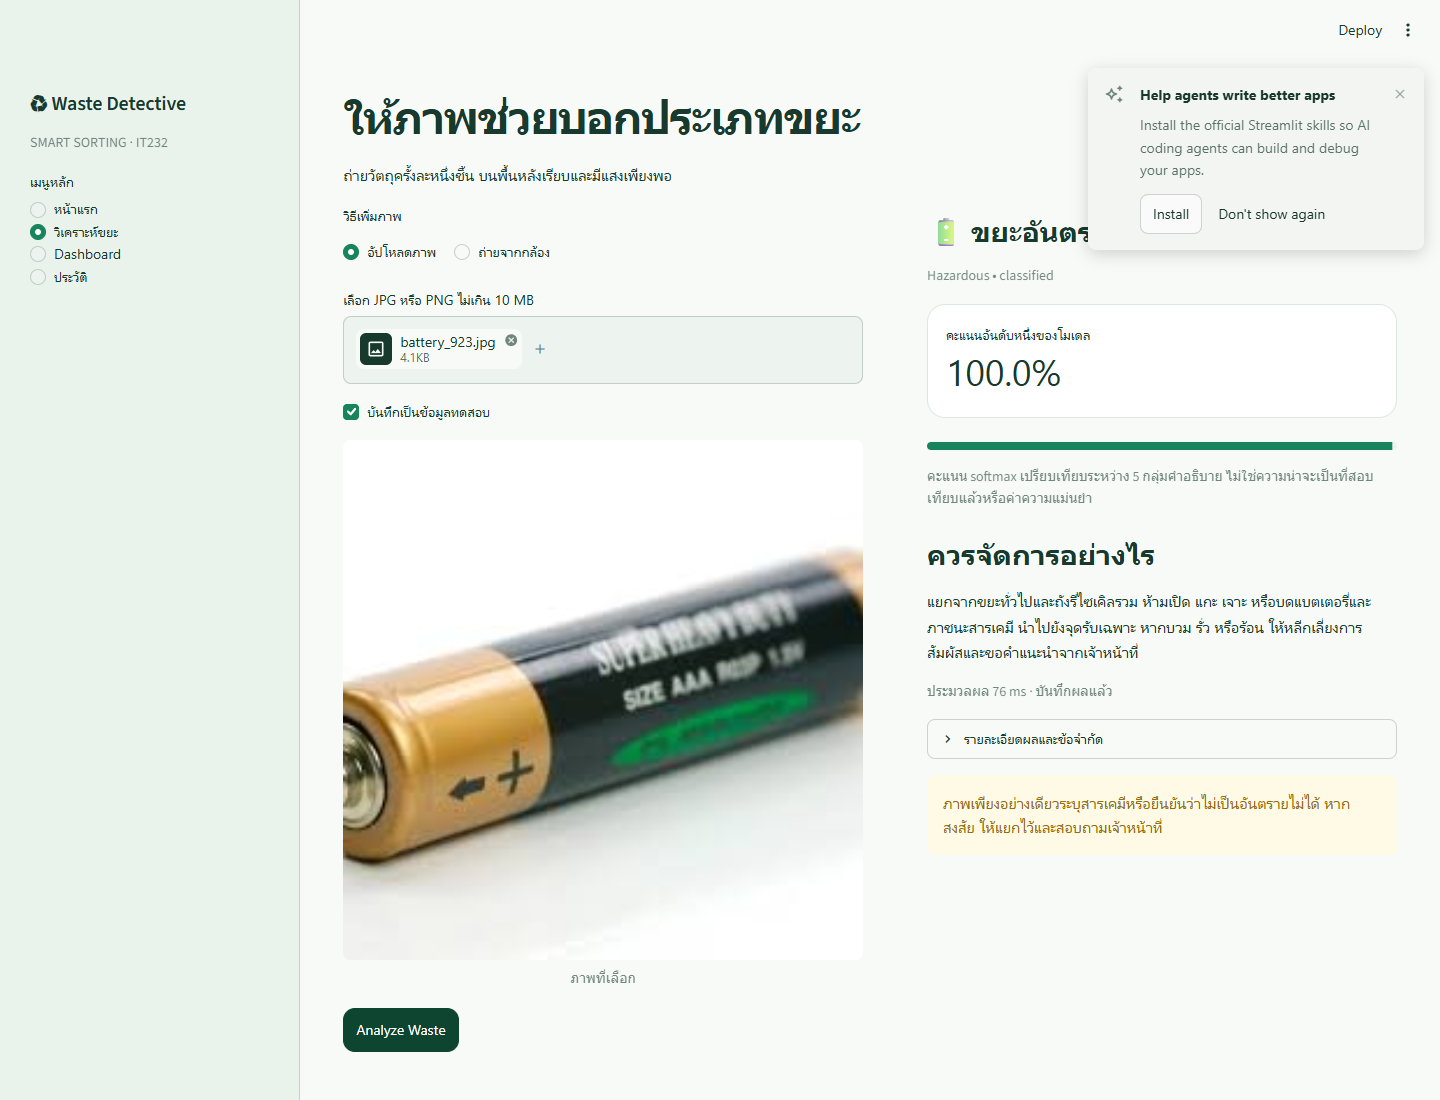 Deploy
Waste Detective
SMART SORTING · IT232
เมนูหลัก
หน้าแรก
วิเคราะห์ขยะ
Dashboard
ประวัติ
ให้ภาพช่วยบอกประเภทขยะ
ถ่ายวัตถุครั้งละหนึ่งชิ้น บนพื้นหลังเรียบและมีแสงเพียงพอ
วิธีเพิ่มภาพ
อัปโหลดภาพ ถ่ายจากกล้อง
เลือก JPG หรือ PNG ไม่เกิน 10 MB
battery_923.jpg
4.1KB
บันทึกเป็นข้อมูลทดสอบ
SIZE AAA R03P 1.5V
ภาพที่เลือก
Analyze Waste
Help agents write better apps
Install the official Streamlit skills so AI
coding agents can build and debug
your apps.
Install Don't show again
ขยะอันตร
Hazardous • classified
คะแนนอันดับหนึ่งของโมเดล
100.0%
คะแนน softmax เปรียบเทียบระหว่าง 5 กลุ่มคำอธิบาย ไม่ใช่ความน่าจะเป็นที่สอบ
เทียบแล้วหรือค่าความแม่นยำ
ควรจัดการอย่างไร
แยกจากขยะทั่วไปและถังรีไซเคิลรวม ห้ามเปิด แกะ เจาะ หรือบดแบตเตอรี่และ
ภาชนะสารเคมี นำไปยังจุดรับเฉพาะ หากบวม รั่ว หรือร้อน ให้หลีกเลี่ยงการ
สัมผัสและขอคำแนะนำจากเจ้าหน้าที่
ประมวลผล 76 ms · บันทึกผลแล้ว
รายละเอียดผลและข้อจำกัด
ภาพเพียงอย่างเดียวระบุสารเคมีหรือยืนยันว่าไม่เป็นอันตรายไม่ได้ หาก
สงสัย ให้แยกไว้และสอบถามเจ้าหน้าที่